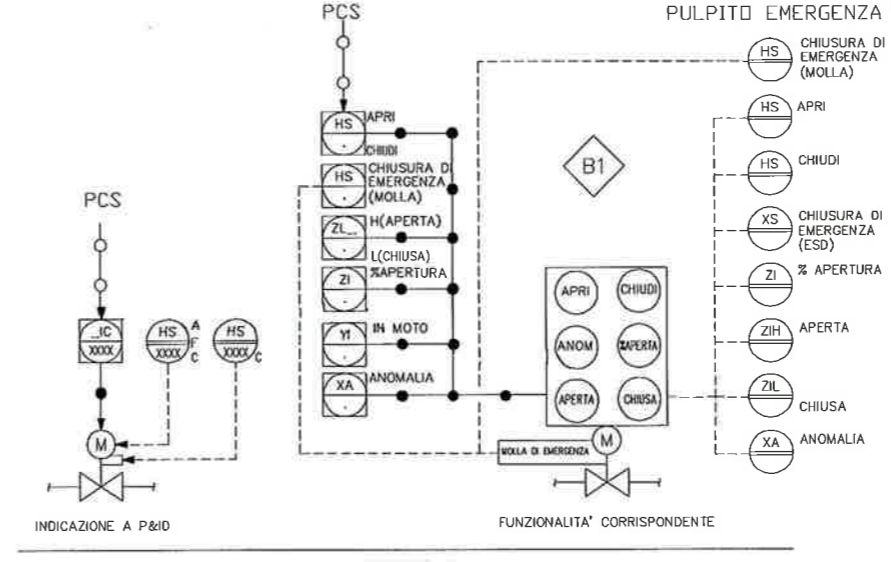 PCS
PULPITO EMERGENZA
HS
CHIUSURA DI
EMERGENZA
(MOLLA)
HS
APRI
HS
CHIUDI
XS
CHIUSURA DI
EMERGENZA
(ESD)
ZI
% APERTURA
ZIH
APERTA
ZIL
CHIUSA
XA
ANOMALIA
HS
.
APRI
CHIUDI
HS
.
CHIUSURA DI
EMERGENZA
(MOLLA)
ZL_.
.
H(APERTA)
L(CHIUSA)
ZI
.
%APERTURA
YI
.
IN MOTO
XA
.
ANOMALIA
B1
APRI
CHIUDI
ANOM
%APERTA
APERTA
CHIUSA
M
MOLLA DI EMERGENZA
FUNZIONALITA' CORRISPONDENTE
PCS
_IC
XXXX
HS
XXXX
A
F
C
HS
XXXX
C
M
INDICAZIONE A P&ID